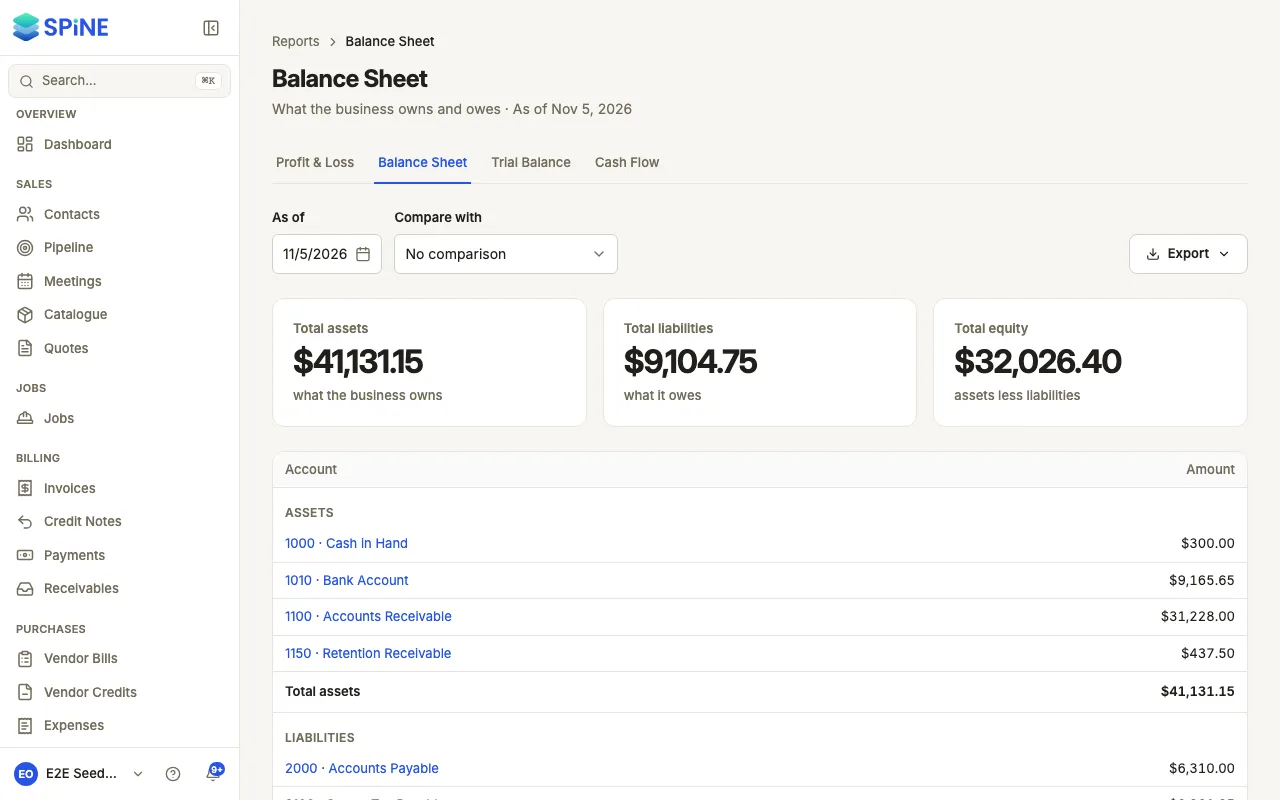 SPiNE
Search... ⌘K
OVERVIEW
Dashboard
SALES
Contacts
Pipeline
Meetings
Catalogue
Quotes
JOBS
Jobs
BILLING
Invoices
Credit Notes
Payments
Receivables
PURCHASES
Vendor Bills
Vendor Credits
Expenses
EO E2E Seed... 9+
Reports Balance Sheet
Balance Sheet
What the business owns and owes · As of Nov 5, 2026
Profit & Loss Balance Sheet Trial Balance Cash Flow
As of Compare with
11/5/2026 No comparison Export
Total assets
$41,131.15
what the business owns
Total liabilities
$9,104.75
what it owes
Total equity
$32,026.40
assets less liabilities
Account Amount
ASSETS
1000 · Cash in Hand $300.00
1010 · Bank Account $9,165.65
1100 · Accounts Receivable $31,228.00
1150 · Retention Receivable $437.50
Total assets $41,131.15
LIABILITIES
2000 · Accounts Payable $6,310.00